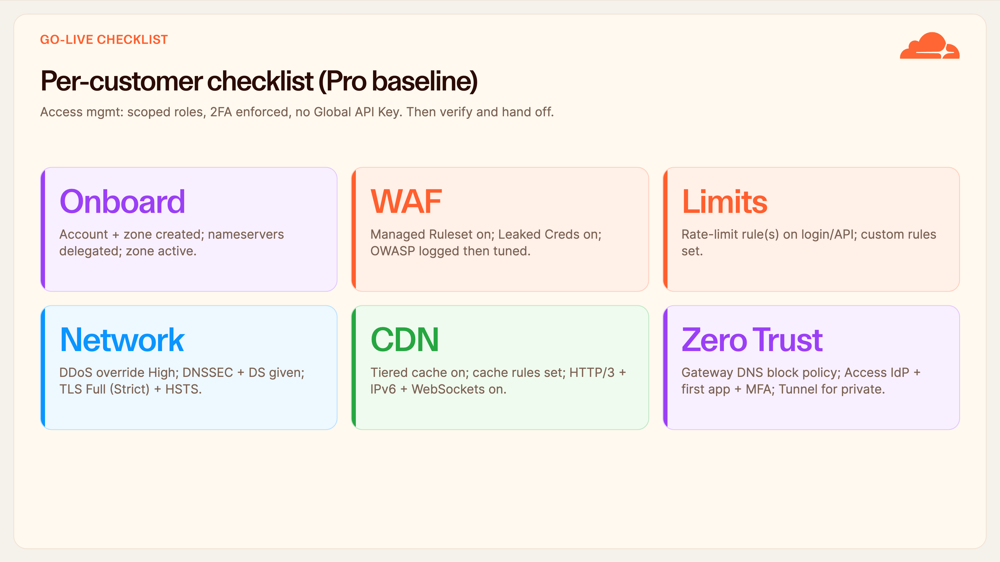 GO-LIVE CHECKLIST
Per-customer checklist (Pro baseline)
Access mgmt: scoped roles, 2FA enforced, no Global API Key. Then verify and hand off.
Onboard
Account + zone created; nameservers
delegated; zone active.
WAF
Managed Ruleset on; Leaked Creds on;
OWASP logged then tuned.
Limits
Rate-limit rule(s) on login/API; custom rules
set.
Network
DDoS override High; DNSSEC + DS given;
TLS Full (Strict) + HSTS.
CDN
Tiered cache on; cache rules set; HTTP/3 +
IPv6 + WebSockets on.
Zero Trust
Gateway DNS block policy; Access IdP +
first app + MFA; Tunnel for private.